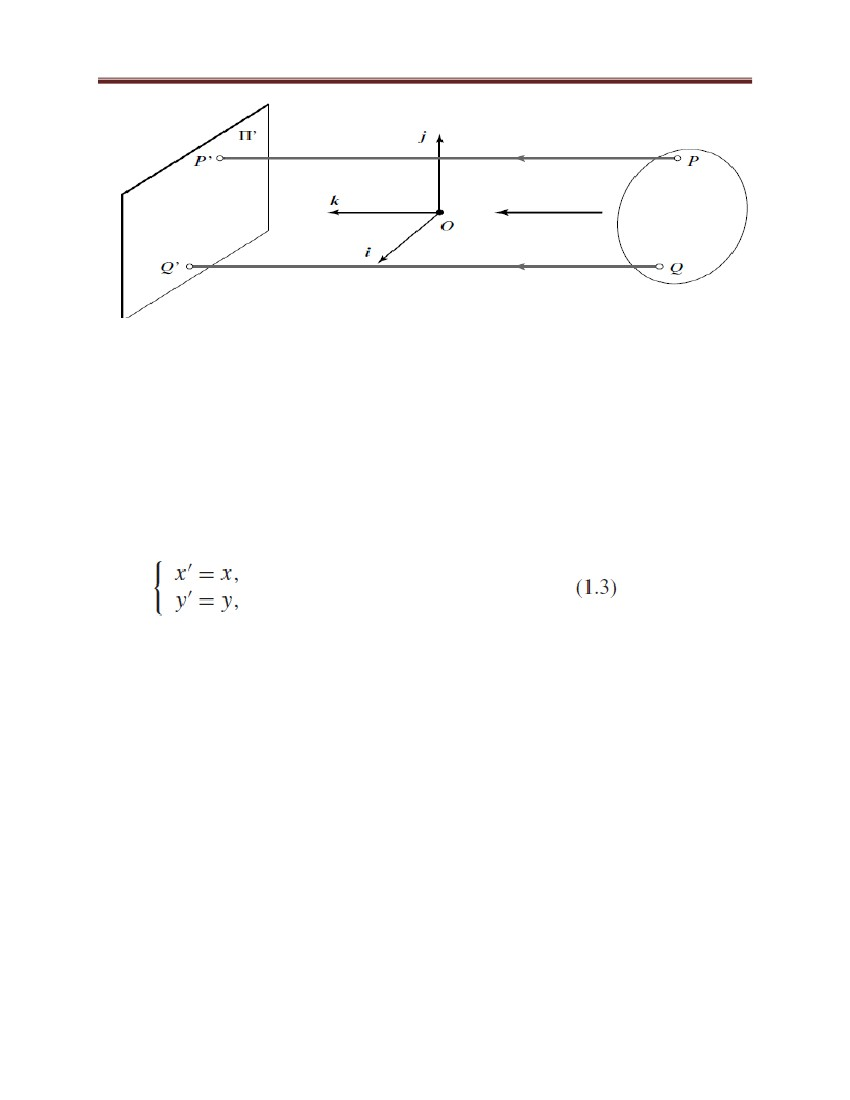 Π’
j
P’
P
k
O
i
Q’
Q
x′ = x,
(1.3)
y′ = y,